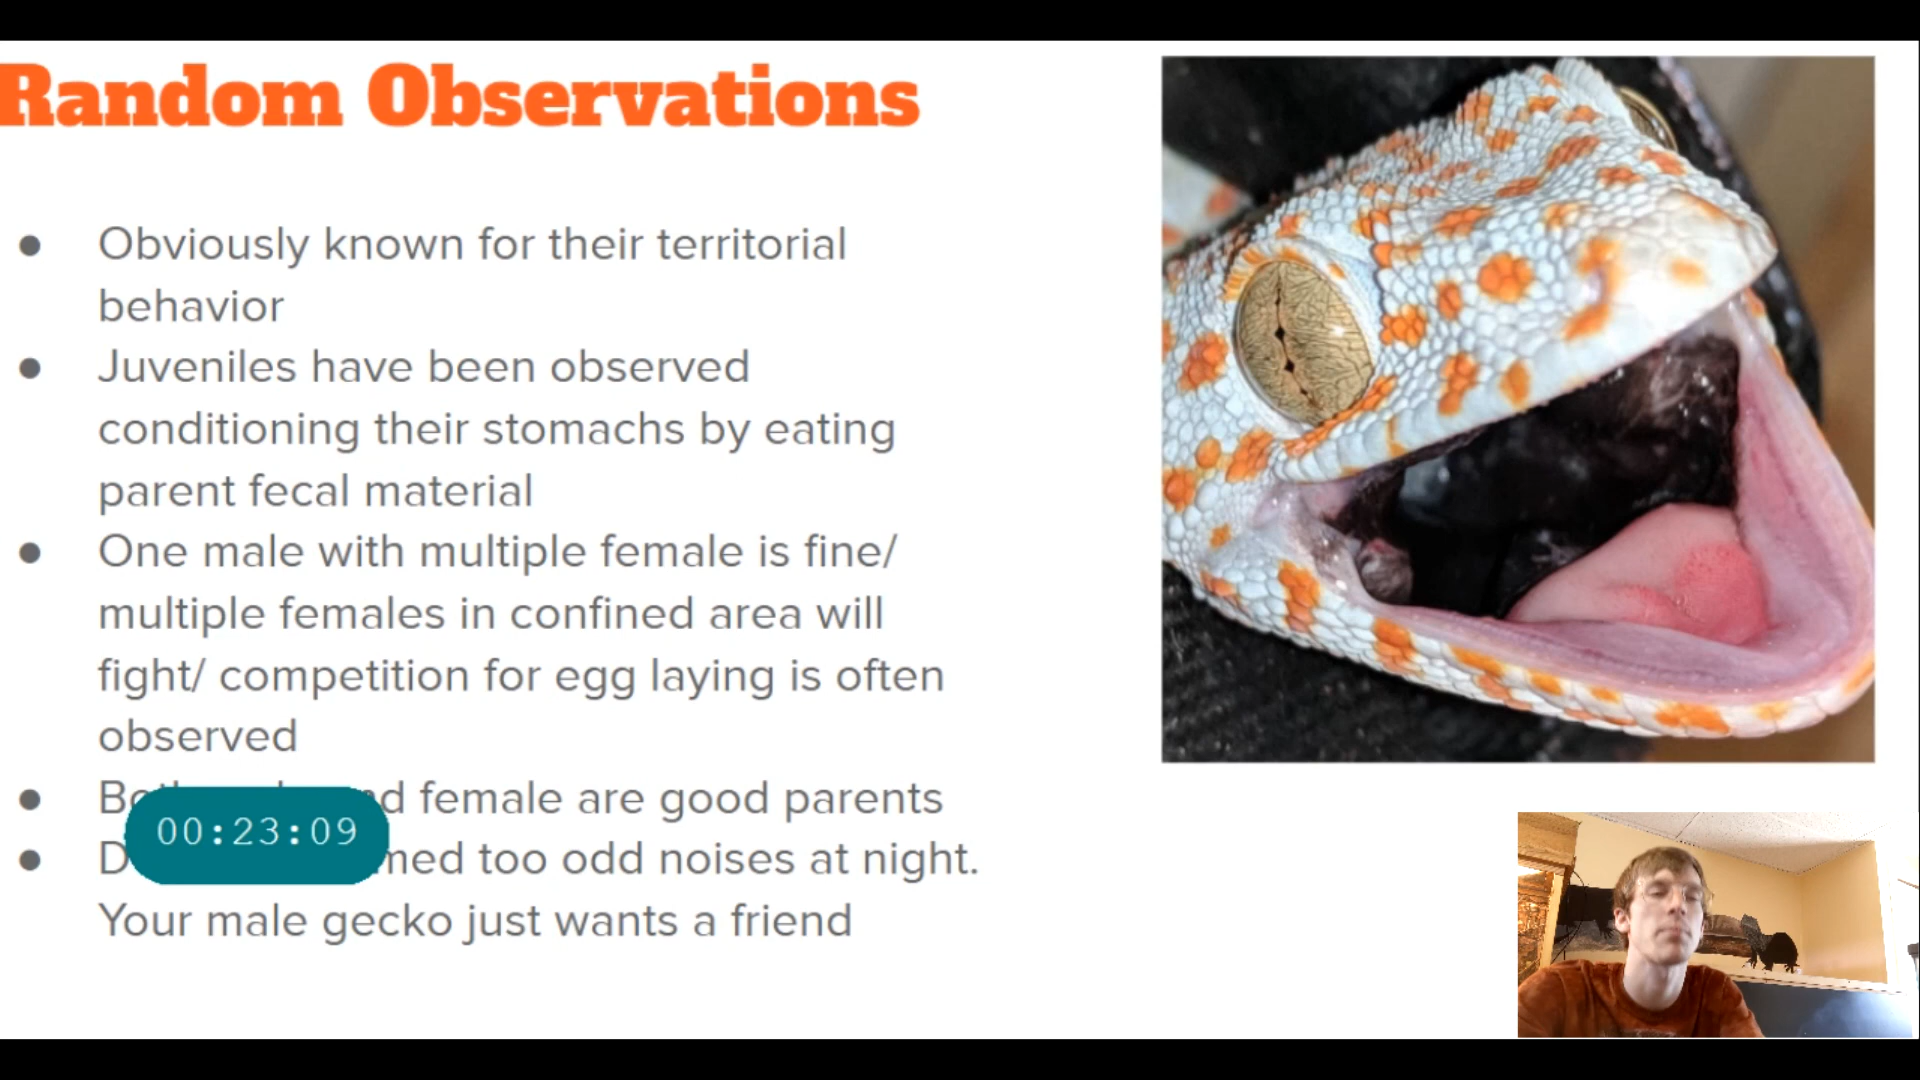 Random Observations
● Obviously known for their territorial
behavior
● Juveniles have been observed
conditioning their stomachs by eating
parent fecal material
● One male with multiple female is fine/
multiple females in confined area will
fight/ competition for egg laying is often
observed
● female are good parents
● too odd noises at night.
Your male gecko just wants a friend
00:23:09